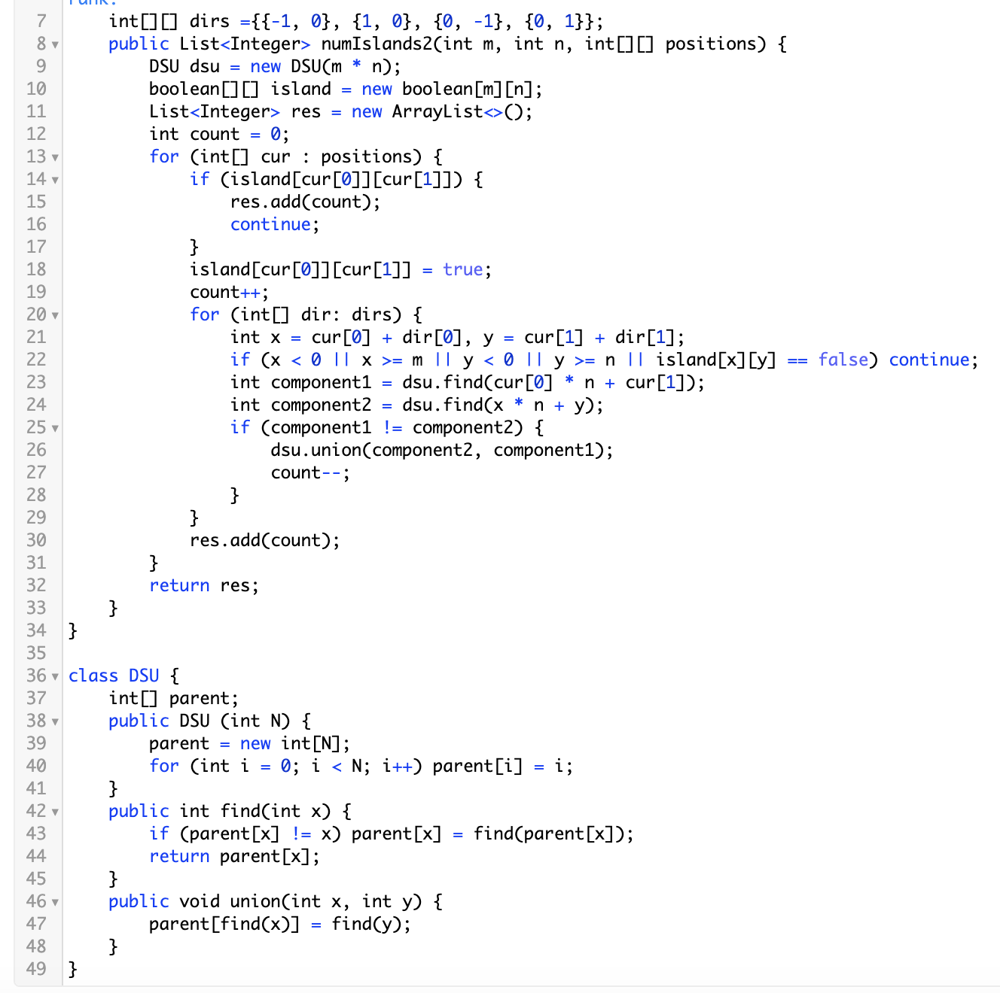 rank.
7 int[][] dirs ={{-1, 0}, {1, 0}, {0, -1}, {0, 1}};
8 public List<Integer> numIslands2(int m, int n, int[][] positions) {
9 DSU dsu = new DSU(m * n);
10 boolean[][] island = new boolean[m][n];
11 List<Integer> res = new ArrayList<>();
12 int count = 0;
13 for (int[] cur : positions) {
14 if (island[cur[0]][cur[1]]) {
15 res.add(count);
16 continue;
17 }
18 island[cur[0]][cur[1]] = true;
19 count++;
20 for (int[] dir: dirs) {
21 int x = cur[0] + dir[0], y = cur[1] + dir[1];
22 if (x < 0 || x >= m || y < 0 || y >= n || island[x][y] == false) continue;
23 int component1 = dsu.find(cur[0] * n + cur[1]);
24 int component2 = dsu.find(x * n + y);
25 if (component1 != component2) {
26 dsu.union(component2, component1);
27 count--;
28 }
29 }
30 res.add(count);
31 }
32 return res;
33 }
34 }
35
36 class DSU {
37 int[] parent;
38 public DSU (int N) {
39 parent = new int[N];
40 for (int i = 0; i < N; i++) parent[i] = i;
41 }
42 public int find(int x) {
43 if (parent[x] != x) parent[x] = find(parent[x]);
44 return parent[x];
45 }
46 public void union(int x, int y) {
47 parent[find(x)] = find(y);
48 }
49 }